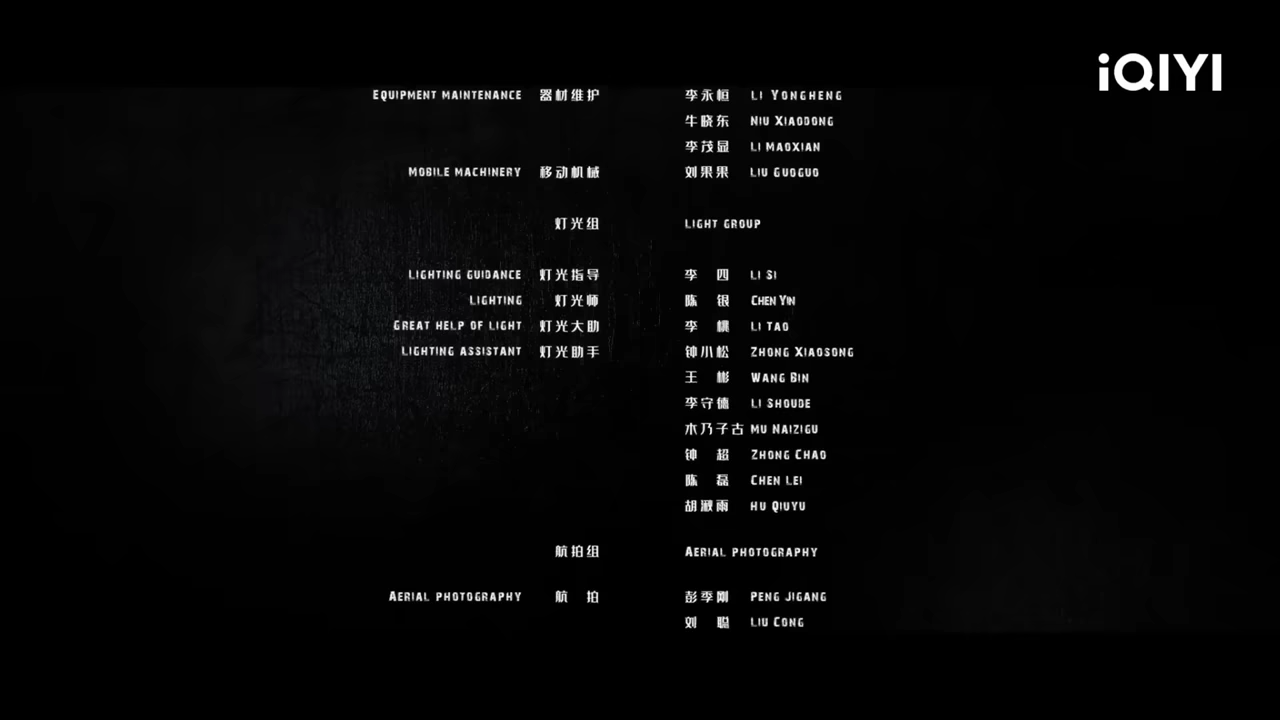 iQIYI
EQUIPMENT MAINTENANCE 器材维护 李永恒 LI YONGHENG
牛晓东 NIU XIAODONG
李茂显 LI MAOXIAN
MOBILE MACHINERY 移动机械 刘果果 LIU GUOGUO
灯光组 LIGHT GROUP
LIGHTING GUIDANCE 灯光指导 李 四 LI SI
LIGHTING 灯光师 陈 银 CHEN YIN
GREAT HELP OF LIGHT 灯光大助 李 桃 LI TAO
LIGHTING ASSISTANT 灯光助手 钟小松 ZHONG XIAOSONG
王 彬 WANG BIN
李守德 LI SHOUDE
木乃子古 MU NAIZIGU
钟 超 ZHONG CHAO
陈 磊 CHEN LEI
胡湫雨 HU QIUYU
航拍组 AERIAL PHOTOGRAPHY
AERIAL PHOTOGRAPHY 航 拍 彭季刚 PENG JIGANG
刘 聪 LIU CONG